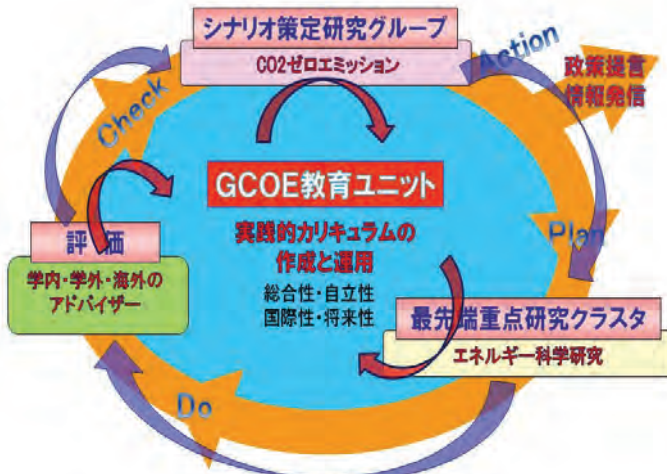 シナリオ策定研究グループ
CO2ゼロエミッション
Action
政策提言
情報発信
Check
GCOE教育ユニット
実践的カリキュラムの
作成と運用
総合性・自立性
国際性・将来性
Plan
評 価
学内・学外・海外の
アドバイザー
最先端重点研究クラスタ
エネルギー科学研究
Do